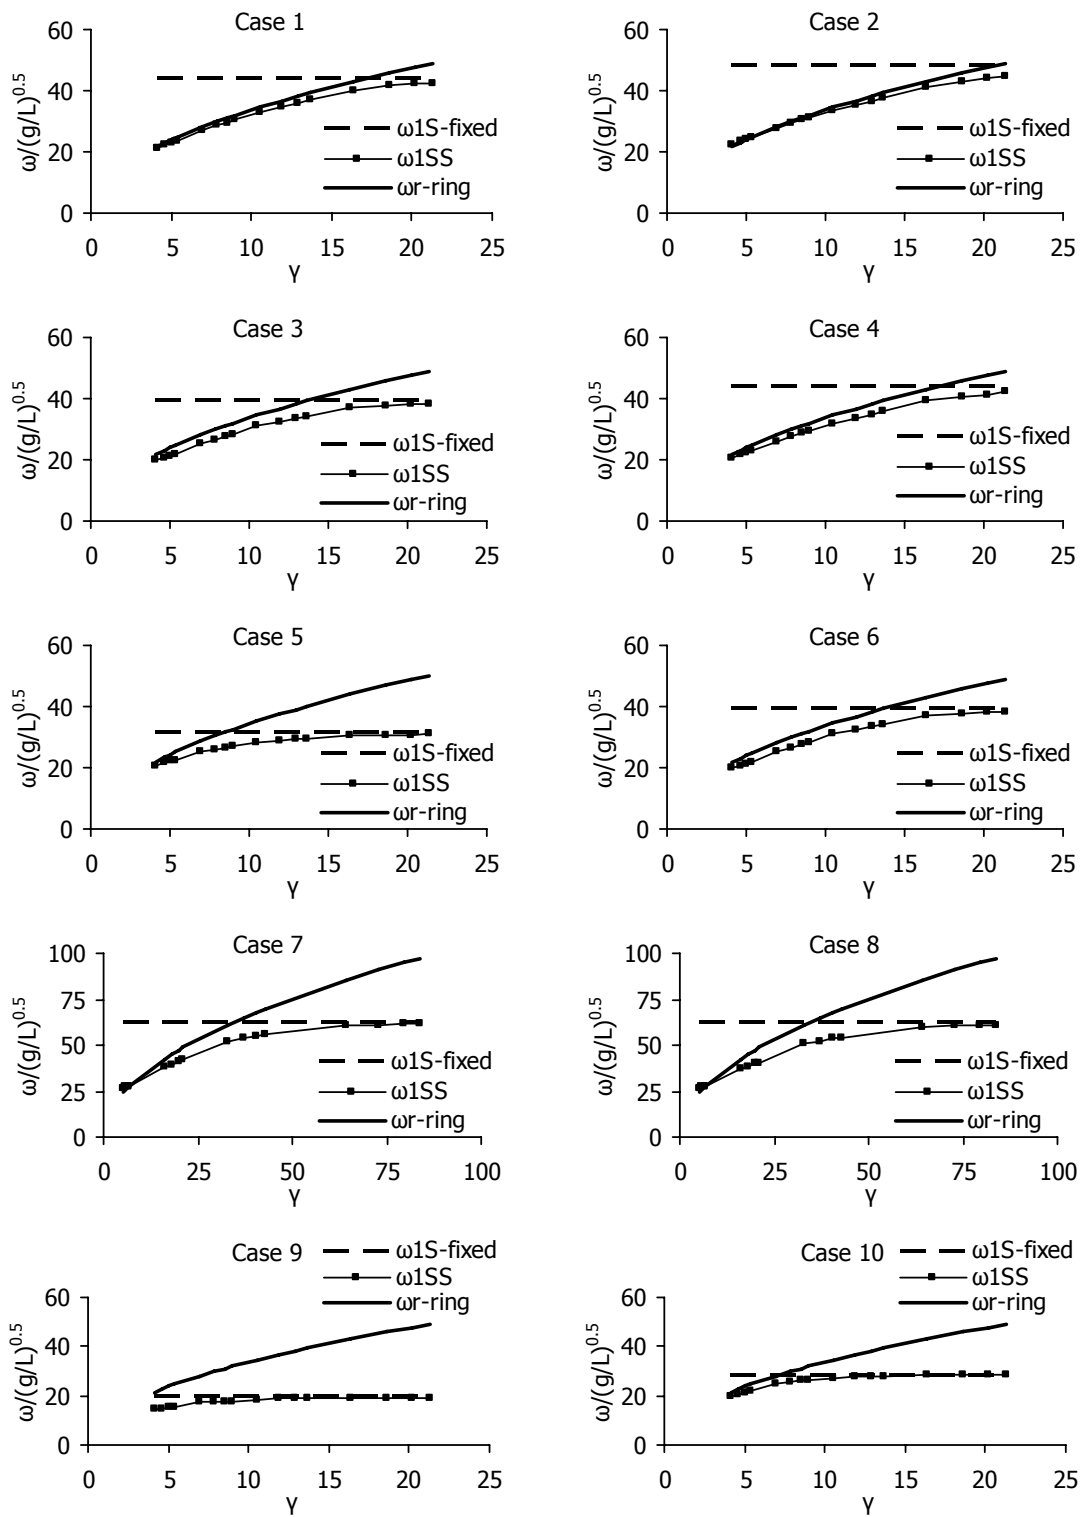 Case 1
60
40
20
0
ω/(g/L)^0.5
ω1S-fixed
ω1SS
ωr-ring
0 5 10 15 20 25
γ
Case 2
60
40
20
0
ω/(g/L)^0.5
ω1S-fixed
ω1SS
ωr-ring
0 5 10 15 20 25
γ
Case 3
60
40
20
0
ω/(g/L)^0.5
ω1S-fixed
ω1SS
ωr-ring
0 5 10 15 20 25
γ
Case 4
60
40
20
0
ω/(g/L)^0.5
ω1S-fixed
ω1SS
ωr-ring
0 5 10 15 20 25
γ
Case 5
60
40
20
0
ω/(g/L)^0.5
ω1S-fixed
ω1SS
ωr-ring
0 5 10 15 20 25
γ
Case 6
60
40
20
0
ω/(g/L)^0.5
ω1S-fixed
ω1SS
ωr-ring
0 5 10 15 20 25
γ
Case 7
100
75
50
25
0
ω/(g/L)^0.5
ω1S-fixed
ω1SS
ωr-ring
0 25 50 75 100
γ
Case 8
100
75
50
25
0
ω/(g/L)^0.5
ω1S-fixed
ω1SS
ωr-ring
0 25 50 75 100
γ
Case 9
ω1S-fixed
ω1SS
ωr-ring
60
40
20
0
ω/(g/L)^0.5
0 5 10 15 20 25
γ
Case 10
ω1S-fixed
ω1SS
ωr-ring
60
40
20
0
ω/(g/L)^0.5
0 5 10 15 20 25
γ